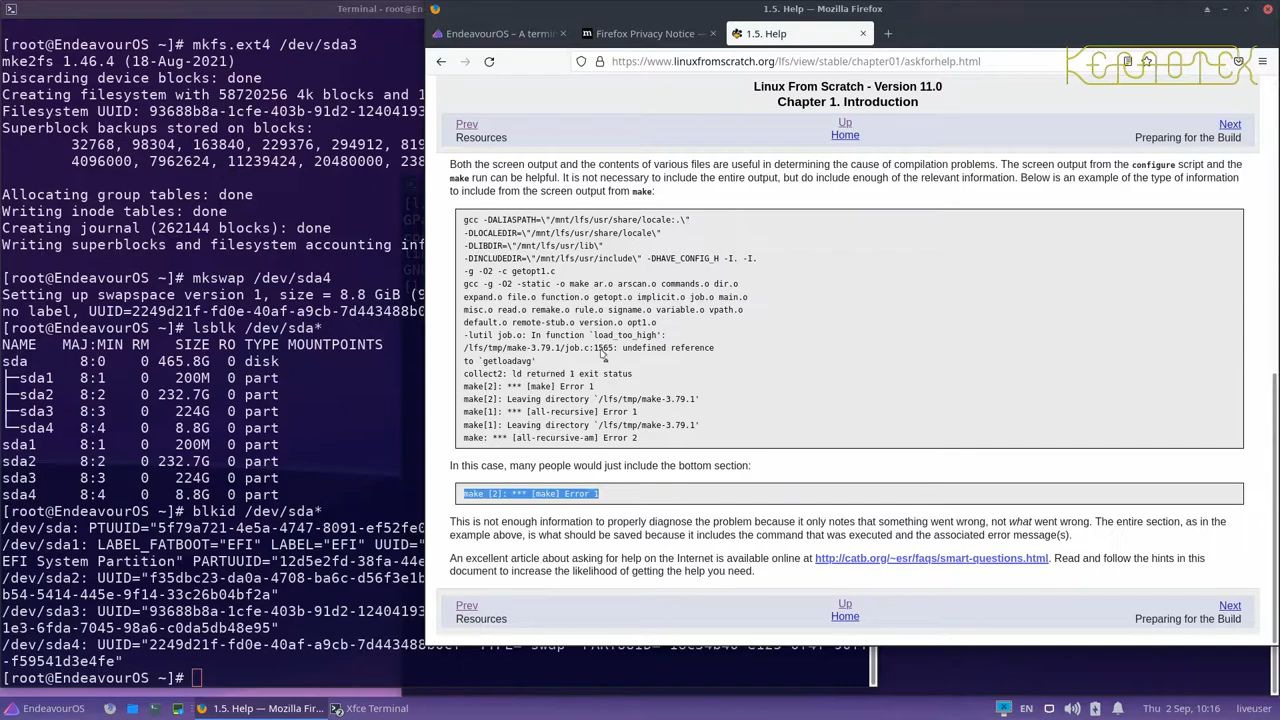 Terminal - root@En
[root@EndeavourOS ~]# mkfs.ext4 /dev/sda3
mke2fs 1.46.4 (18-Aug-2021)
Discarding device blocks: done
Creating filesystem with 58720256 4k blocks and 1
Filesystem UUID: 93688b8a-1cfe-403b-91d2-12404193
Superblock backups stored on blocks:
32768, 98304, 163840, 229376, 294912, 819
4096000, 7962624, 11239424, 20480000, 238
Allocating group tables: done
Writing inode tables: done
Creating journal (262144 blocks): done
Writing superblocks and filesystem accounting inf
[root@EndeavourOS ~]# mkswap /dev/sda4
Setting up swapspace version 1, size = 8.8 GiB (9
no label, UUID=2249d21f-fd0e-40af-a9cb-7d443468
[root@EndeavourOS ~]# lsblk /dev/sda*
NAME MAJ:MIN RM SIZE RO TYPE MOUNTPOINTS
sda 8:0 0 465.8G 0 disk
├─sda1 8:1 0 200M 0 part
├─sda2 8:2 0 232.7G 0 part
├─sda3 8:3 0 224G 0 part
└─sda4 8:4 0 8.8G 0 part
sda1 8:1 0 200M 0 part
sda2 8:2 0 232.7G 0 part
sda3 8:3 0 224G 0 part
sda4 8:4 0 8.8G 0 part
[root@EndeavourOS ~]# blkid /dev/sda*
/dev/sda: PTUUID="5f79a721-4e5a-4747-8091-ef52fe0
/dev/sda1: LABEL_FATBOOT="EFI" LABEL="EFI" UUID="
EFI System Partition" PARTUUID="12d5e2fd-38fa-44e
/dev/sda2: UUID="f35dbc23-da0a-4708-ba6c-d56f3e1b
b54-5414-445e-9f14-33c26b04bf2a"
/dev/sda3: UUID="93688b8a-1cfe-403b-91d2-12404193
1e3-6fda-7045-98a6-c0da5db48e95"
/dev/sda4: UUID="2249d21f-fd0e-40af-a9cb-7d443468
-f59541d3e4fe"
[root@EndeavourOS ~]#
1.5. Help — Mozilla Firefox
EndeavourOS – A termi
Firefox Privacy Notice —
1.5. Help
https://www.linuxfromscratch.org/lfs/view/stable/chapter01/askforhelp.html
KENNOTEX
Linux From Scratch - Version 11.0
Chapter 1. Introduction
Prev Up Next
Resources Home Preparing for the Build
Both the screen output and the contents of various files are useful in determining the cause of compilation problems. The screen output from the configure script and the
make run can be helpful. It is not necessary to include the entire output, but do include enough of the relevant information. Below is an example of the type of information
to include from the screen output from make:
gcc -DALIASPATH=\"/mnt/lfs/usr/share/locale:.\"
-DLOCALEDIR=\"/mnt/lfs/usr/share/locale\"
-DLIBDIR=\"/mnt/lfs/usr/lib\"
-DINCLUDEDIR=\"/mnt/lfs/usr/include\" -DHAVE_CONFIG_H -I. -I.
-g -O2 -c getopt1.c
gcc -g -O2 -static -o make ar.o arscan.o commands.o dir.o
expand.o file.o function.o getopt.o implicit.o job.o main.o
misc.o read.o remake.o rule.o signame.o variable.o vpath.o
default.o remote-stub.o version.o opt1.o
-lutil job.o: In function `load_too_high':
/lfs/tmp/make-3.79.1/job.c:1565: undefined reference
to `getloadavg'
collect2: ld returned 1 exit status
make[2]: *** [make] Error 1
make[2]: Leaving directory `/lfs/tmp/make-3.79.1'
make[1]: *** [all-recursive] Error 1
make[1]: Leaving directory `/lfs/tmp/make-3.79.1'
make: *** [all-recursive-am] Error 2
In this case, many people would just include the bottom section:
make [2]: *** [make] Error 1
This is not enough information to properly diagnose the problem because it only notes that something went wrong, not what went wrong. The entire section, as in the
example above, is what should be saved because it includes the command that was executed and the associated error message(s).
An excellent article about asking for help on the Internet is available online at http://catb.org/~esr/faqs/smart-questions.html. Read and follow the hints in this
document to increase the likelihood of getting the help you need.
Prev Up Next
Resources Home Preparing for the Build
EndeavourOS
1.5. Help — Mozilla Fir...
Xfce Terminal
EN
Thu 2 Sep, 10:16
liveuser